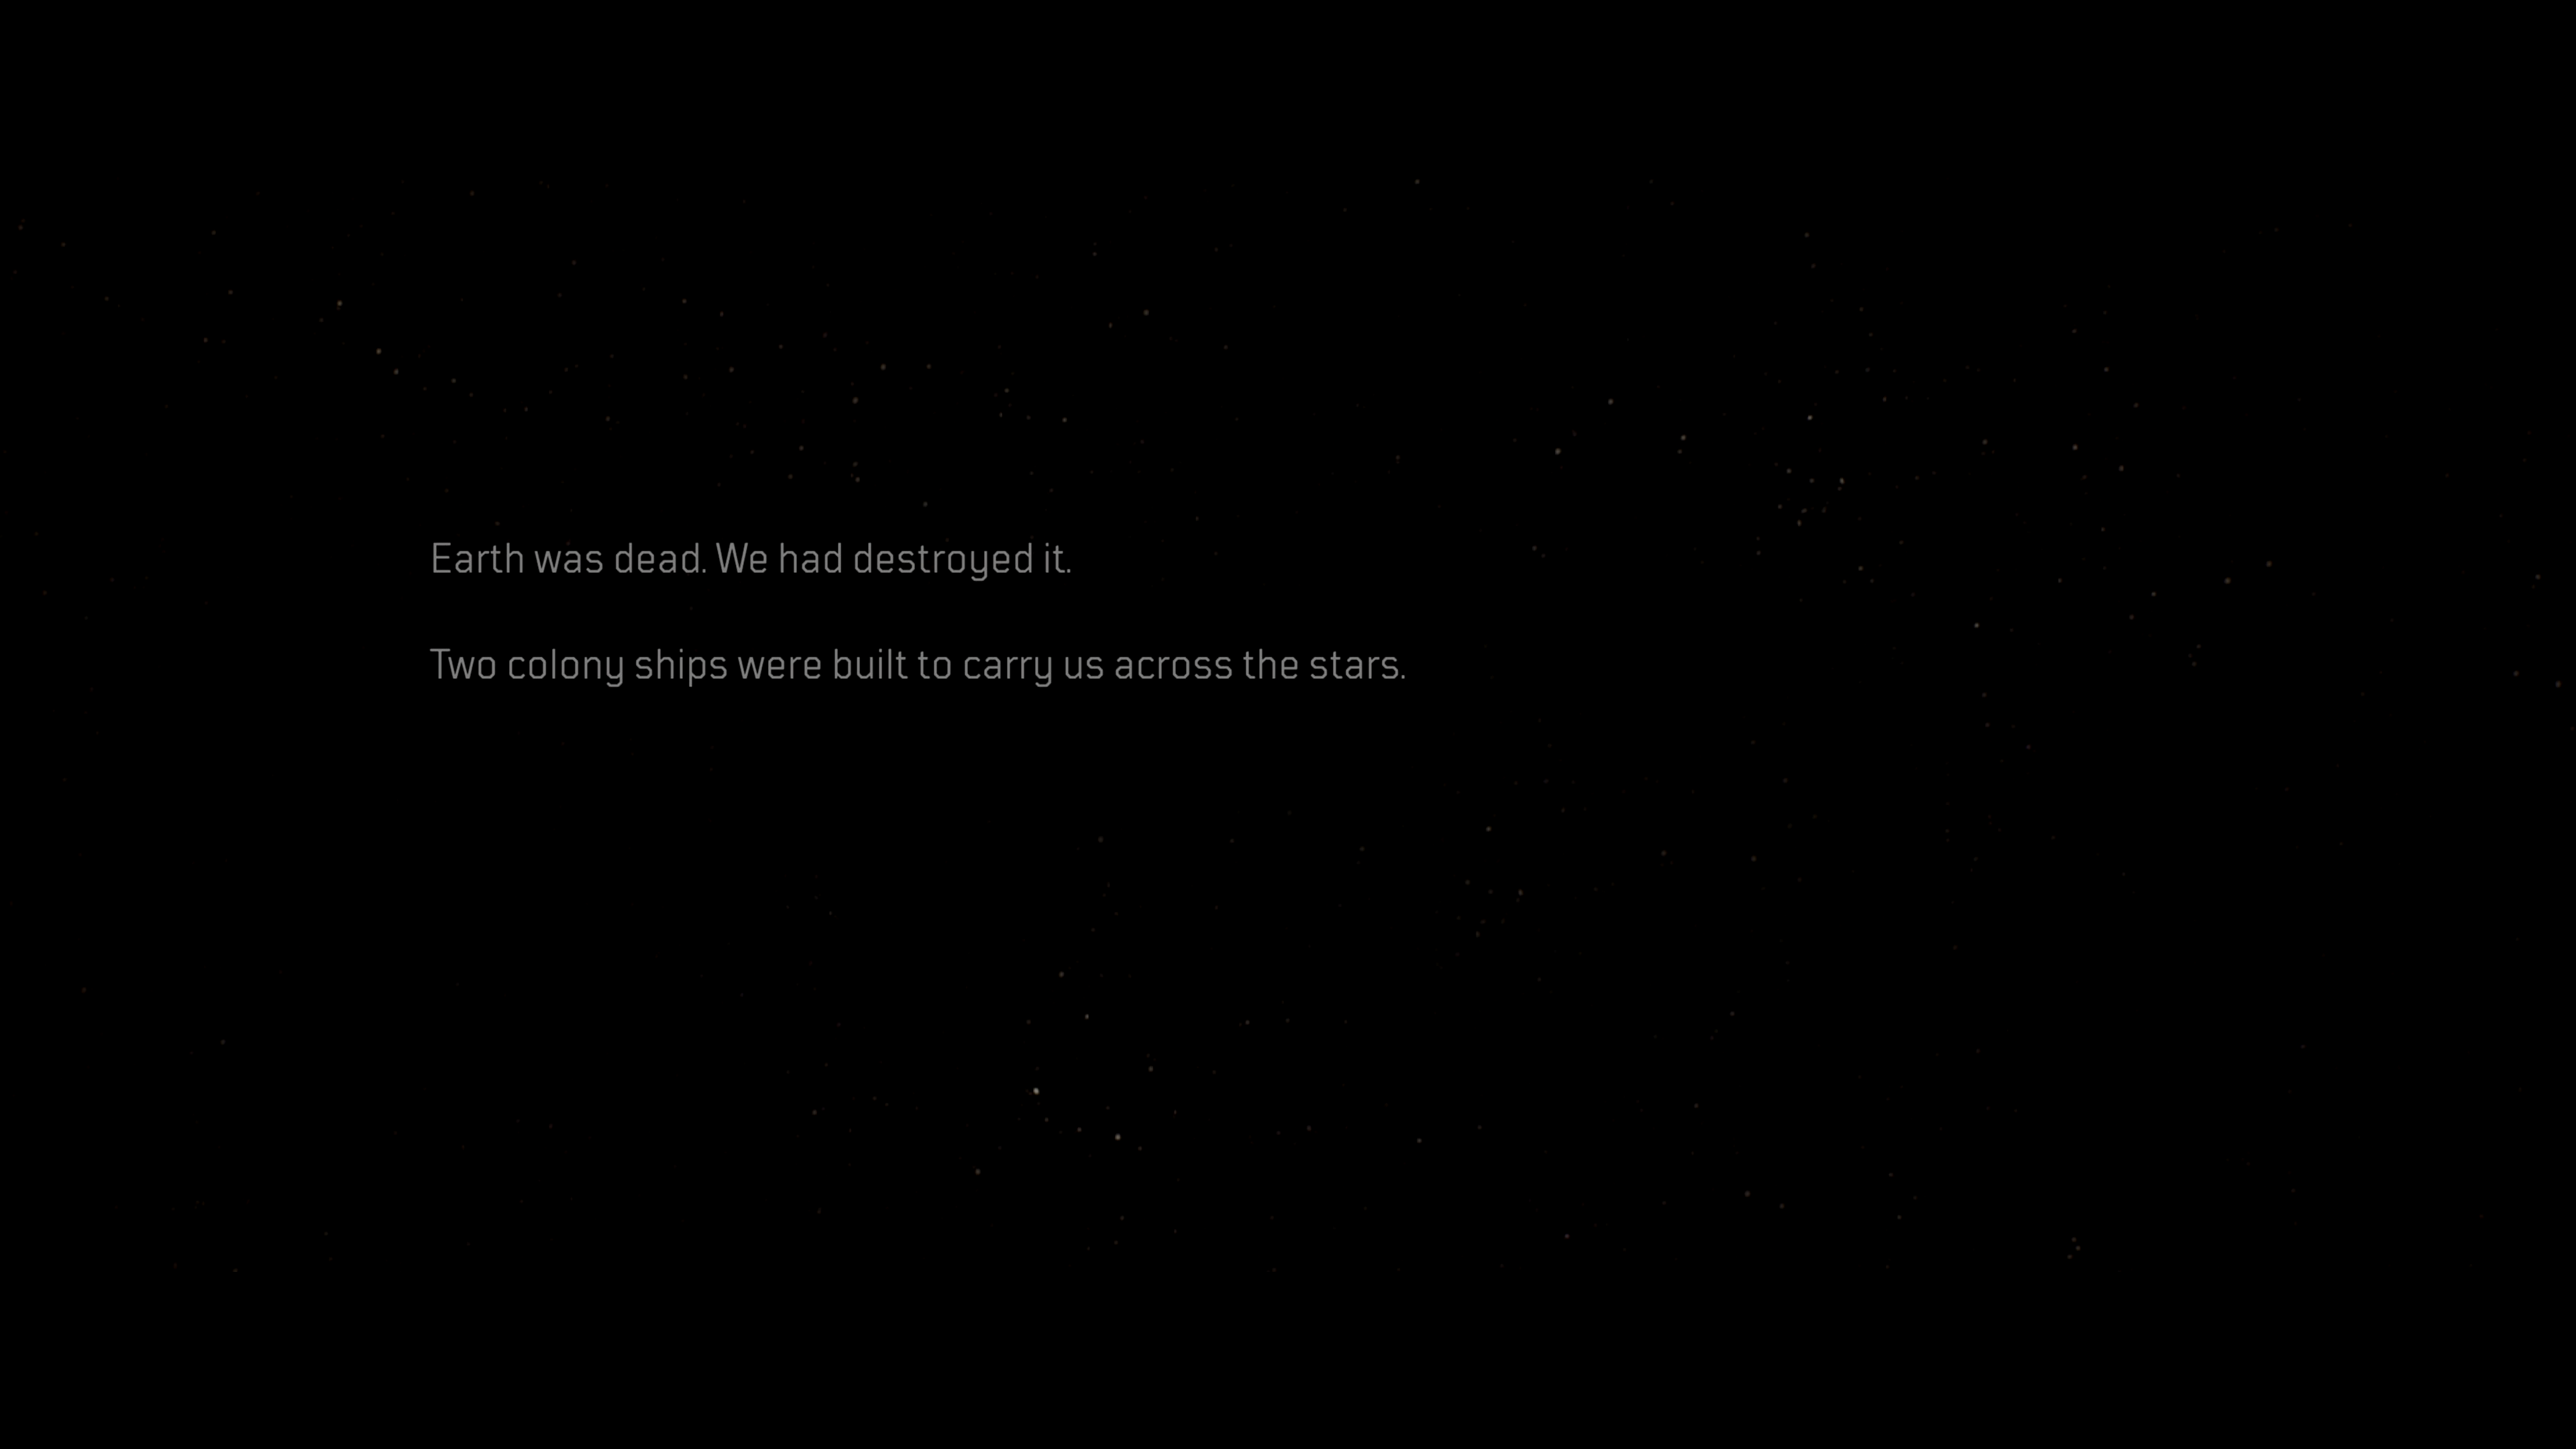 Earth was dead. We had destroyed it.
Two colony ships were built to carry us across the stars.